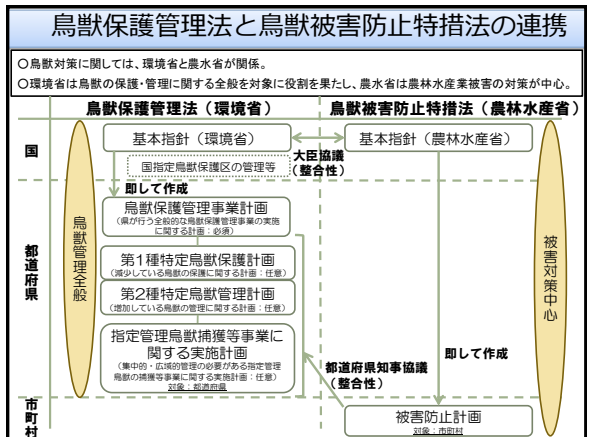 鳥獣保護管理法と鳥獣被害防止特措法の連携
○鳥獣対策に関しては、環境省と農水省が関係。
○環境省は鳥獣の保護・管理に関する全般を対象に役割を果たし、農水省は農林水産業被害の対策が中心。
鳥獣保護管理法（環境省）
鳥獣被害防止特措法（農林水産省）
国
基本指針（環境省）
基本指針（農林水産省）
国指定鳥獣保護区の管理等
大臣協議
（整合性）
即して作成
鳥獣管理全般
都道府県
鳥獣保護管理事業計画
（県が行う全般的な鳥獣保護管理事業の実施
に関する計画：必須）
第１種特定鳥獣保護計画
（減少している鳥獣の保護に関する計画：任意）
第２種特定鳥獣管理計画
（増加している鳥獣の管理に関する計画：任意）
指定管理鳥獣捕獲等事業に
関する実施計画
（集中的・広域的管理の必要がある指定管理
鳥獣の捕獲等事業に関する実施計画：任意）
対象：都道府県
被害対策中心
即して作成
都道府県知事協議
（整合性）
市町村
被害防止計画
対象：市町村